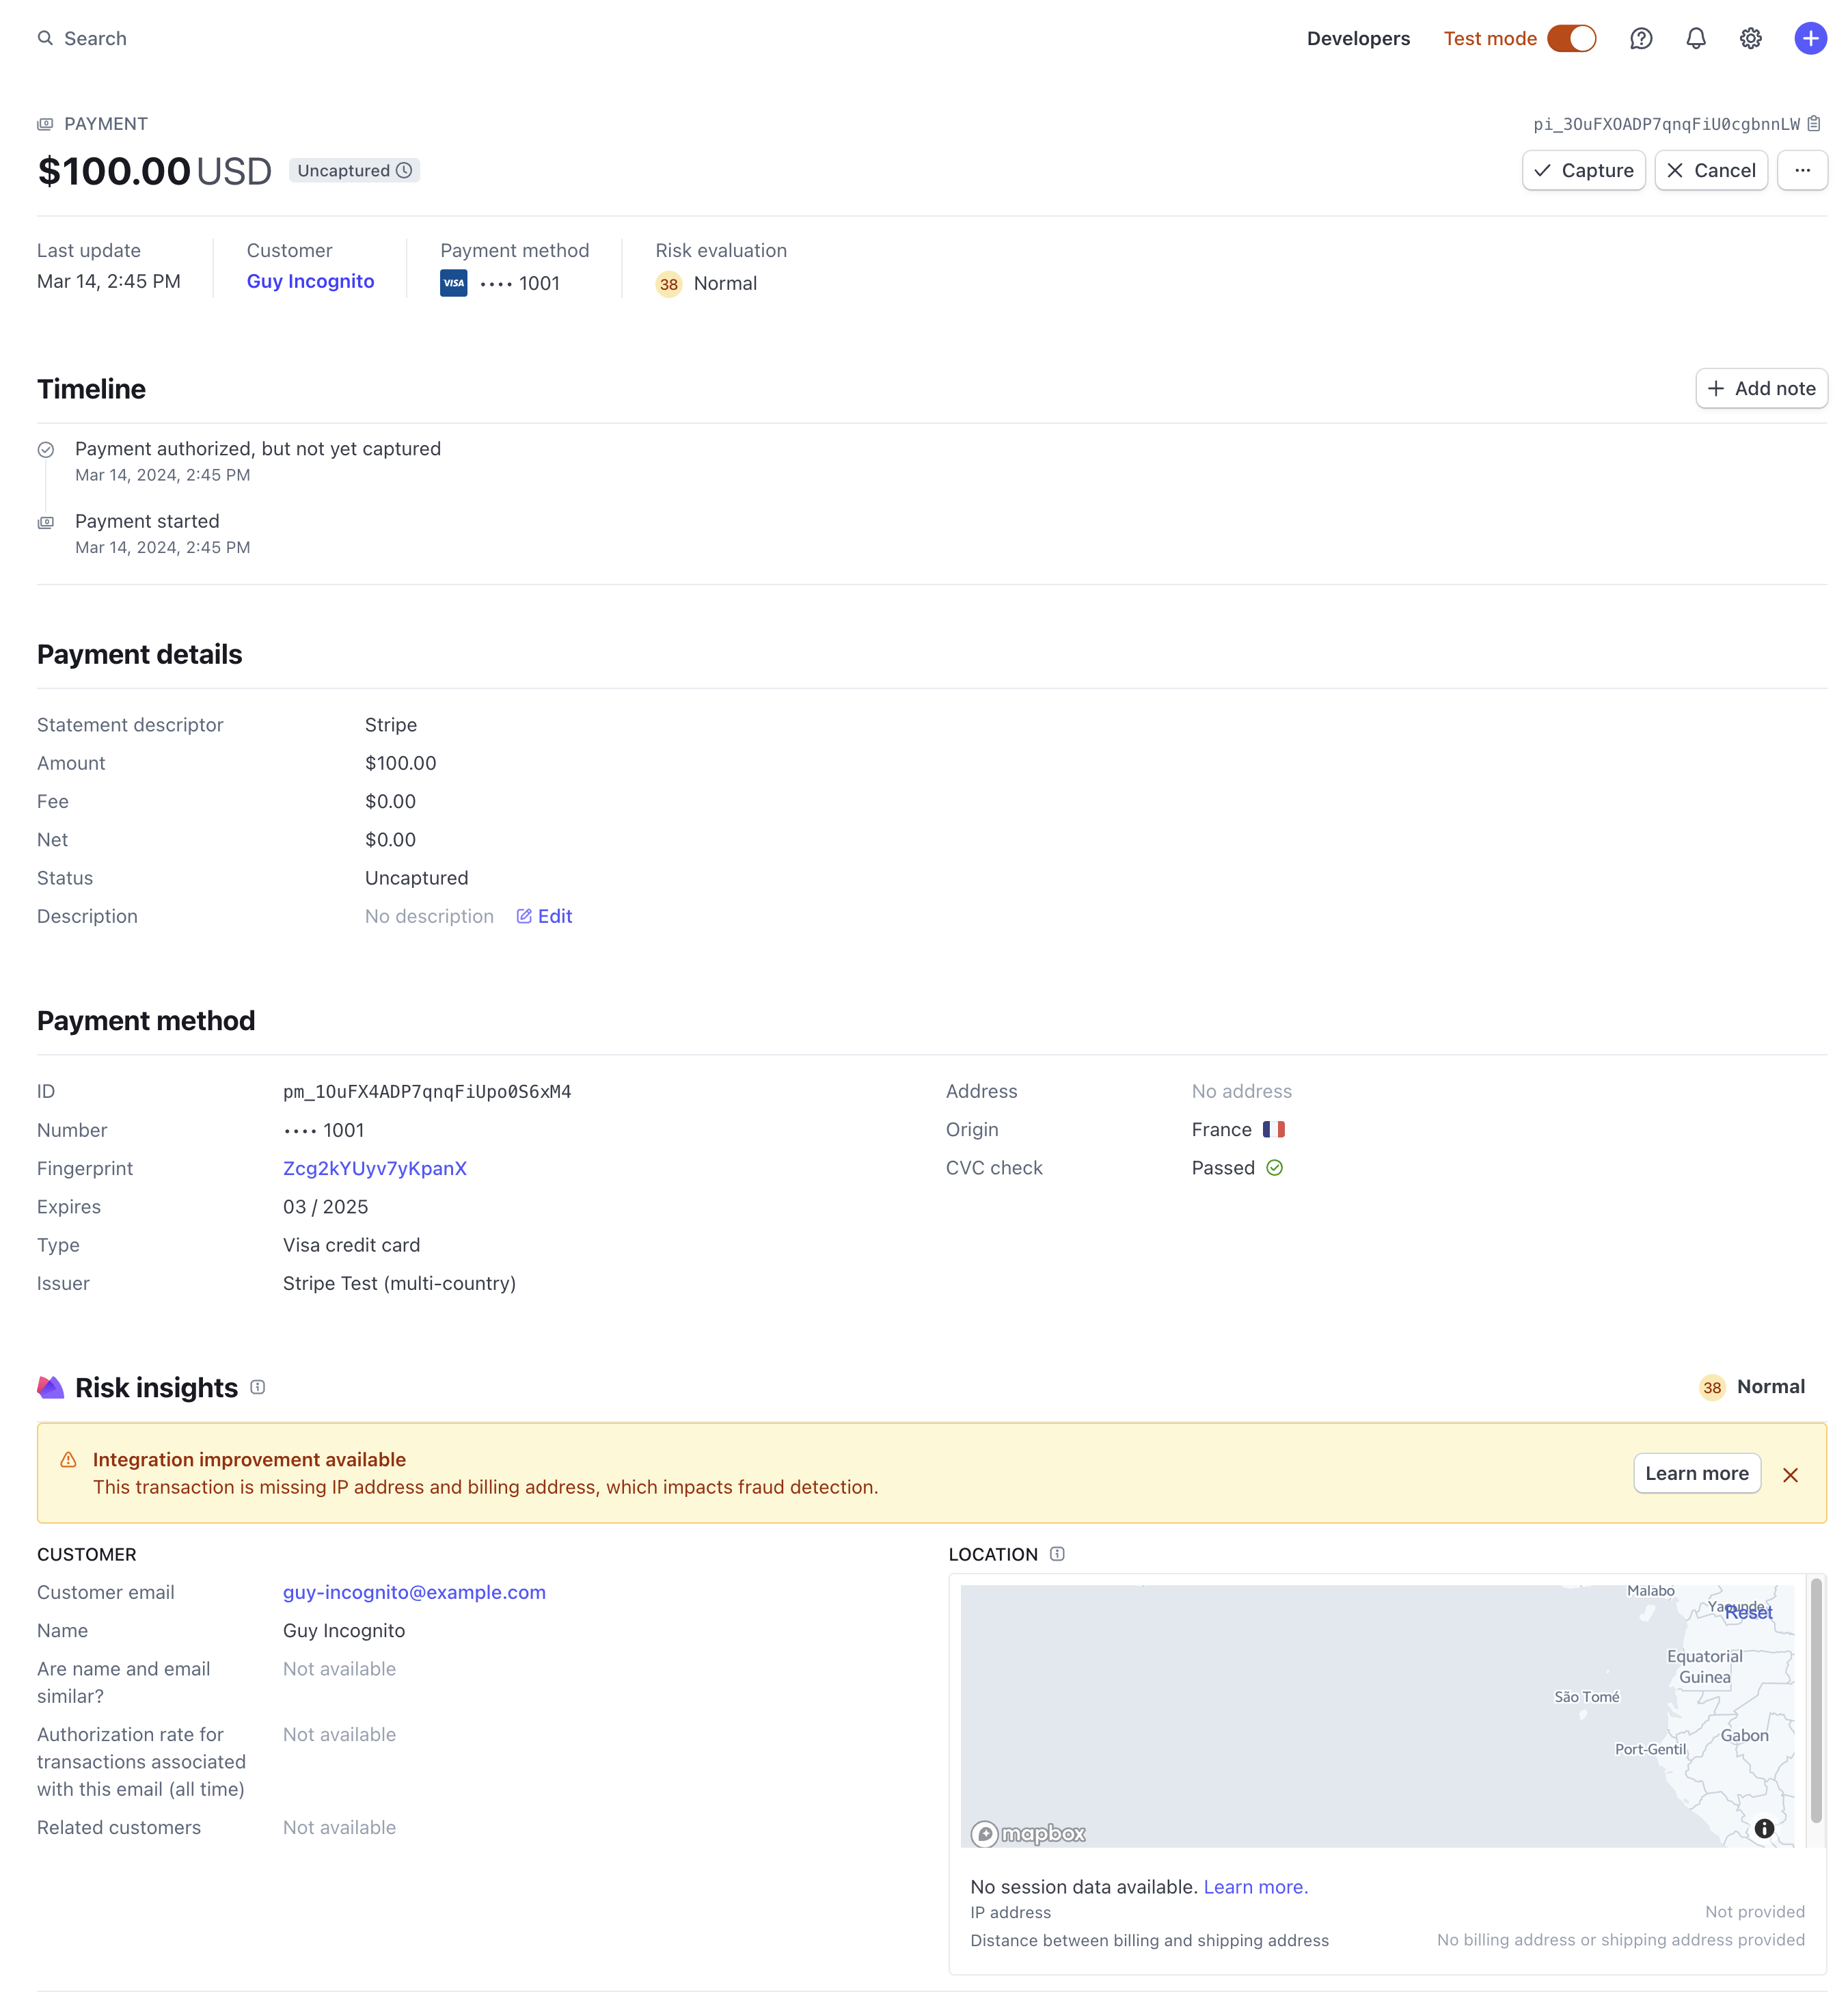 Search
Developers
Test mode
PAYMENT
pi_3OuFXOADP7qnqFiU0cgbnnLW
$100.00 USD
Uncaptured
Capture
Cancel
Last update
Customer
Payment method
Risk evaluation
Mar 14, 2:45 PM
Guy Incognito
VISA •••• 1001
38 Normal
Timeline
Add note
Payment authorized, but not yet captured
Mar 14, 2024, 2:45 PM
Payment started
Mar 14, 2024, 2:45 PM
Payment details
Statement descriptor Stripe
Amount $100.00
Fee $0.00
Net $0.00
Status Uncaptured
Description No description Edit
Payment method
ID pm_1OuFX4ADP7qnqFiUpo0S6xM4
Number •••• 1001
Fingerprint Zcg2kYUyv7yKpanX
Expires 03 / 2025
Type Visa credit card
Issuer Stripe Test (multi-country)
Address No address
Origin France
CVC check Passed
Risk insights
38 Normal
Integration improvement available
This transaction is missing IP address and billing address, which impacts fraud detection.
Learn more
CUSTOMER
Customer email guy-incognito@example.com
Name Guy Incognito
Are name and email Not available
similar?
Authorization rate for Not available
transactions associated
with this email (all time)
Related customers Not available
LOCATION
Malabo
Yaounde
Reset
Equatorial
Guinea
São Tomé
Gabon
Port-Gentil
mapbox
No session data available. Learn more.
IP address Not provided
Distance between billing and shipping address No billing address or shipping address provided